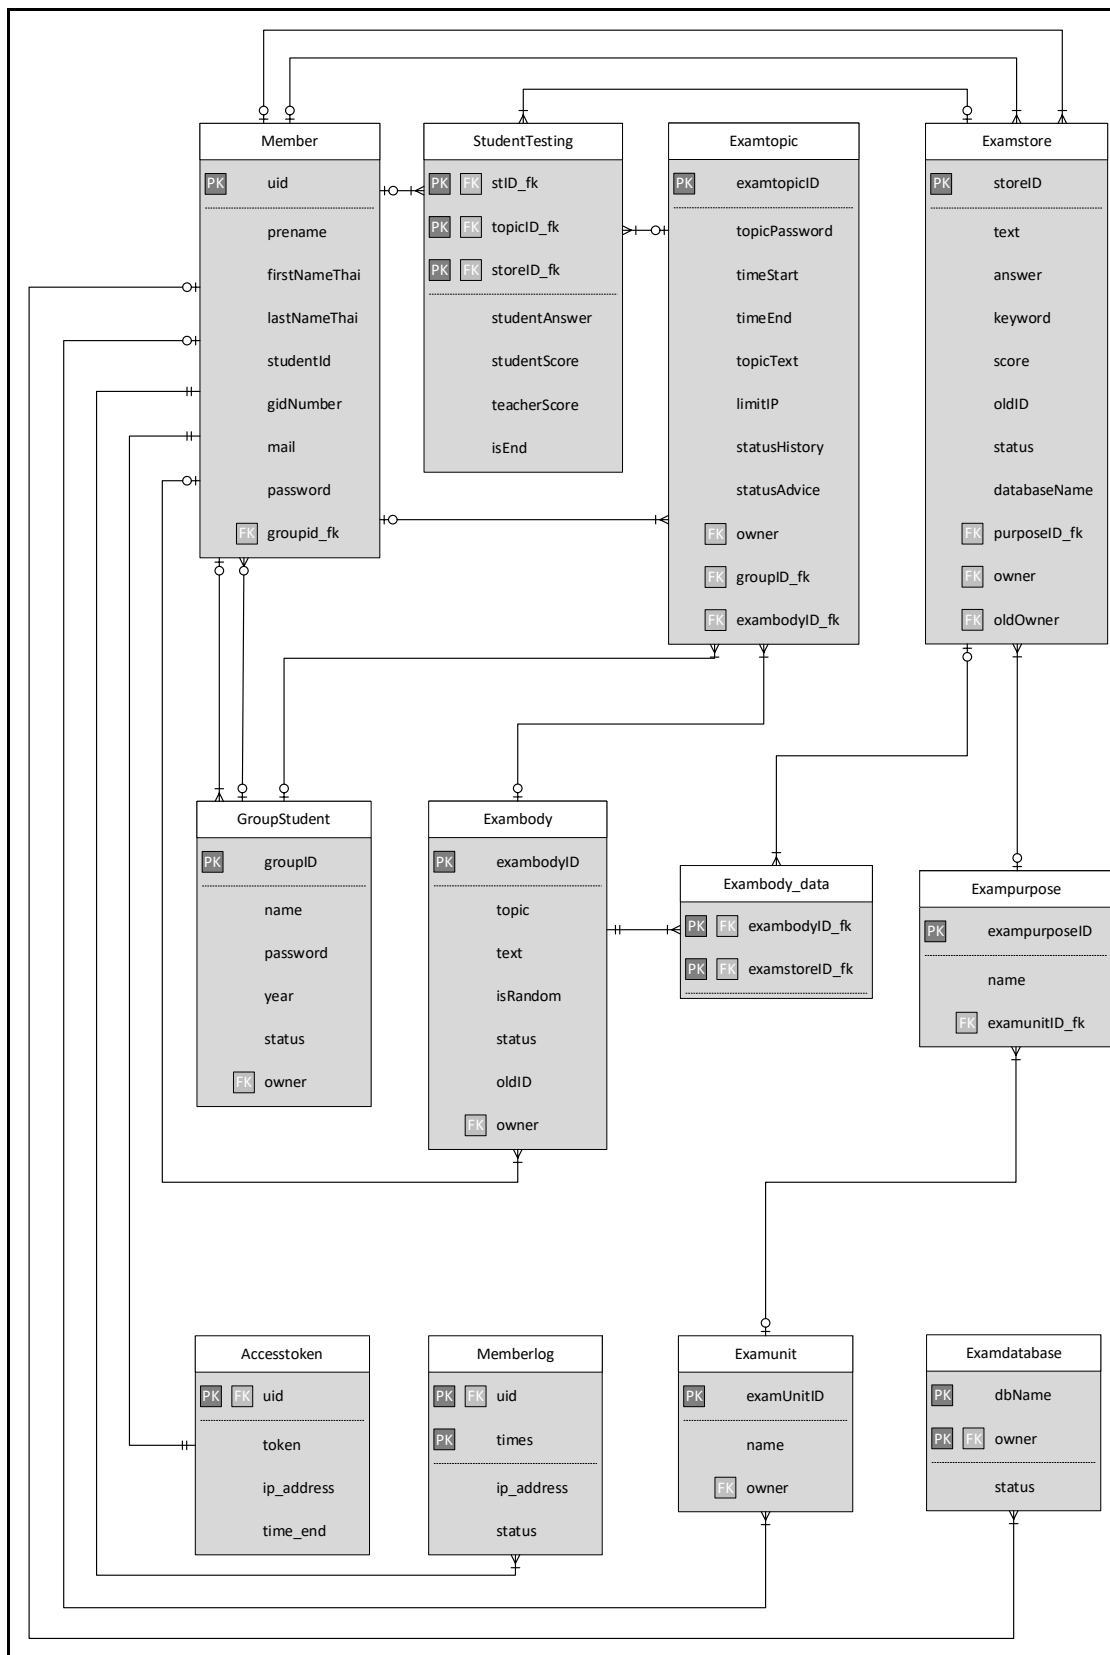 Member
PK uid
prename
firstNameThai
lastNameThai
studentId
gidNumber
mail
password
FK groupid_fk
StudentTesting
PK FK stID_fk
PK FK topicID_fk
PK FK storeID_fk
studentAnswer
studentScore
teacherScore
isEnd
Examtopic
PK examtopicID
topicPassword
timeStart
timeEnd
topicText
limitIP
statusHistory
statusAdvice
FK owner
FK groupID_fk
FK exambodyID_fk
Examstore
PK storeID
text
answer
keyword
score
oldID
status
databaseName
FK purposeID_fk
FK owner
FK oldOwner
GroupStudent
PK groupID
name
password
year
status
FK owner
Exambody
PK exambodyID
topic
text
isRandom
status
oldID
FK owner
Exambody_data
PK FK exambodyID_fk
PK FK examstoreID_fk
Exampurpose
PK exampurposeID
name
FK examunitID_fk
Accesstoken
PK FK uid
token
ip_address
time_end
Memberlog
PK FK uid
PK times
ip_address
status
Examunit
PK examUnitID
name
FK owner
Examdatabase
PK dbName
PK FK owner
status